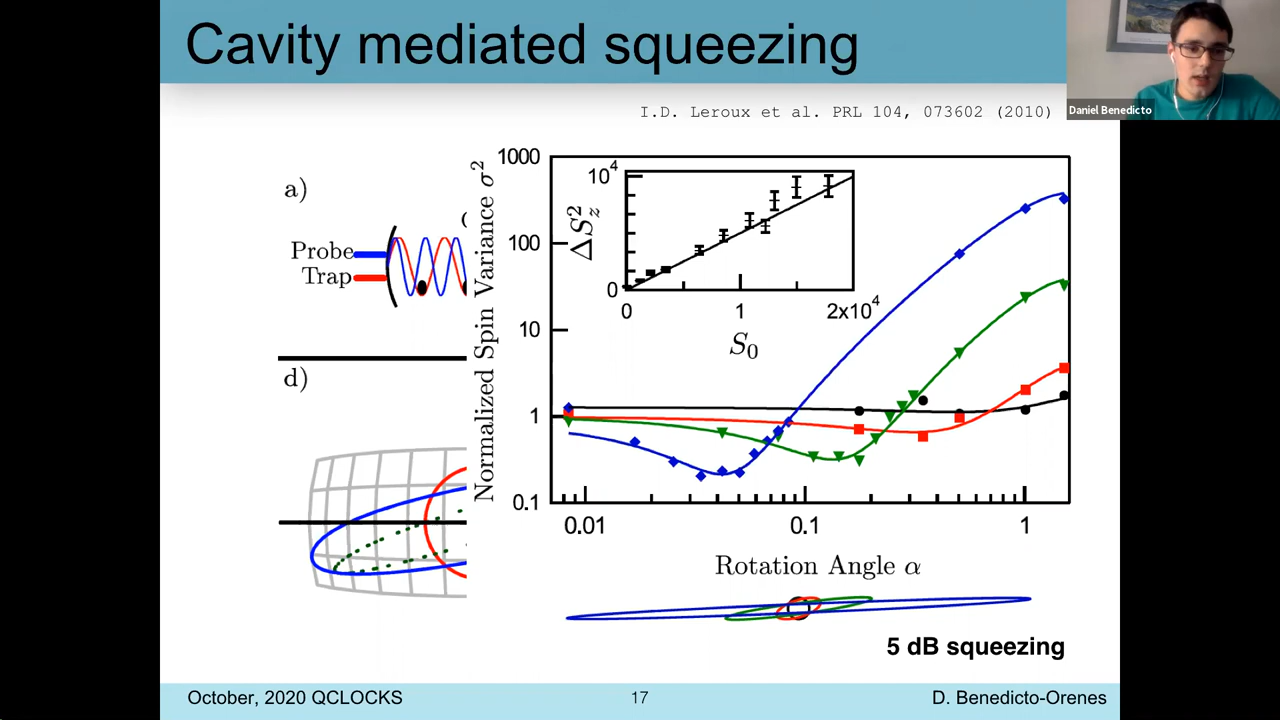 Cavity mediated squeezing
Daniel Benedicto
I.D. Leroux et al. PRL 104, 073602 (2010)
a)
Probe
Trap
d)
Normalized Spin Variance σ²
1000
100
10
1
0.1
0.01
0.1
1
Rotation Angle α
10⁴
0
ΔS_z²
0
1
2x10⁴
S₀
5 dB squeezing
October, 2020 QCLOCKS
17
D. Benedicto-Orenes